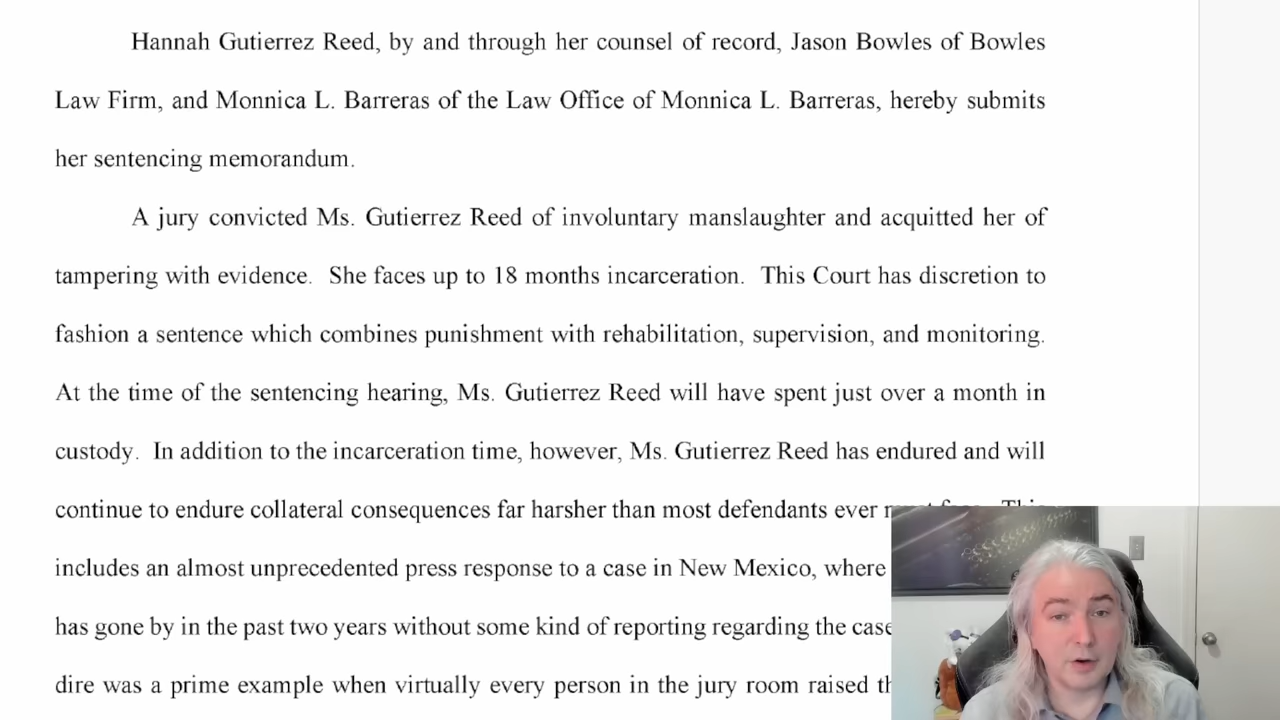 Hannah Gutierrez Reed, by and through her counsel of record, Jason Bowles of Bowles
Law Firm, and Monnica L. Barreras of the Law Office of Monnica L. Barreras, hereby submits
her sentencing memorandum.
A jury convicted Ms. Gutierrez Reed of involuntary manslaughter and acquitted her of
tampering with evidence.  She faces up to 18 months incarceration.  This Court has discretion to
fashion a sentence which combines punishment with rehabilitation, supervision, and monitoring.
At the time of the sentencing hearing, Ms. Gutierrez Reed will have spent just over a month in
custody.  In addition to the incarceration time, however, Ms. Gutierrez Reed has endured and will
continue to endure collateral consequences far harsher than most defendants ever
includes an almost unprecedented press response to a case in New Mexico, where
has gone by in the past two years without some kind of reporting regarding the case
dire was a prime example when virtually every person in the jury room raised